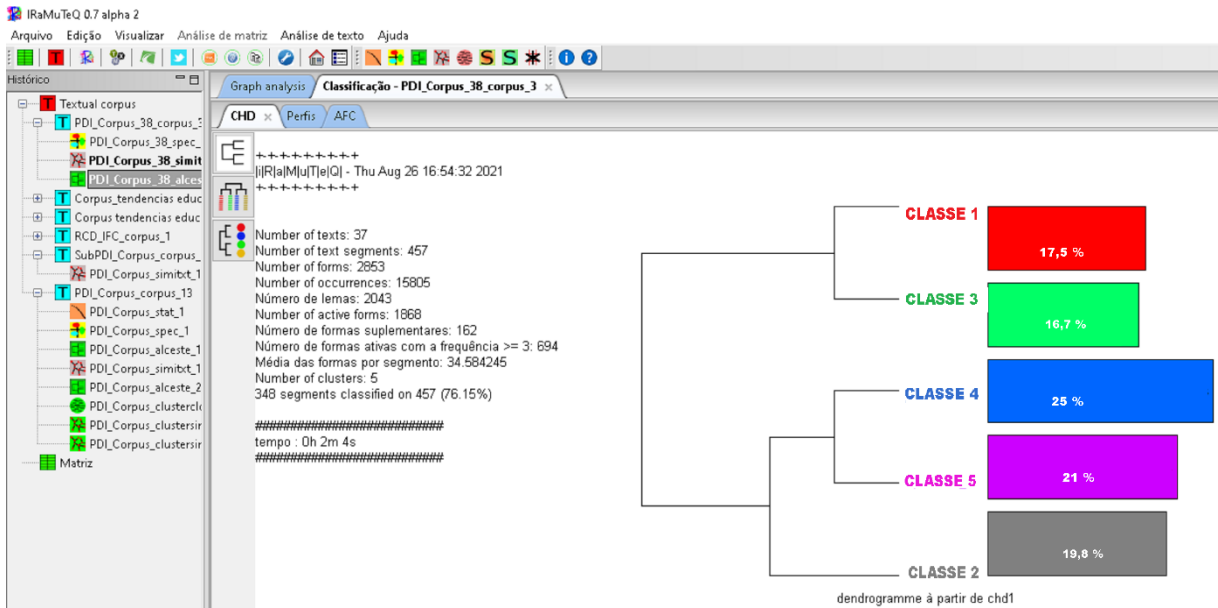 IRaMuTeQ 0.7 alpha 2
Arquivo Edição Visualizar Análise de matriz Análise de texto Ajuda
Histórico
Textual corpus
PDI_Corpus_38_corpus_3
PDI_Corpus_38_spec_
PDI_Corpus_38_simit
PDI_Corpus_38_alces
Corpus_tendencias educ
Corpus tendencias educ
RCD_IFC_corpus_1
SubPDI_Corpus_corpus_
PDI_Corpus_simitxt_1
PDI_Corpus_corpus_13
PDI_Corpus_stat_1
PDI_Corpus_spec_1
PDI_Corpus_alceste_1
PDI_Corpus_simitxt_1
PDI_Corpus_alceste_2
PDI_Corpus_clusterclo
PDI_Corpus_clustersir
PDI_Corpus_clustersir
Matriz
Graph analysis Classificação - PDI_Corpus_38_corpus_3
CHD Perfis AFC
+-+-+-+-+-+-+-+-+
|i|R|a|M|u|T|e|Q| - Thu Aug 26 16:54:32 2021
+-+-+-+-+-+-+-+-+
Number of texts: 37
Number of text segments: 457
Number of forms: 2853
Number of occurrences: 15805
Número de lemas: 2043
Number of active forms: 1868
Número de formas suplementares: 162
Número de formas ativas com a frequência >= 3: 694
Média das formas por segmento: 34.584245
Number of clusters: 5
348 segments classified on 457 (76.15%)
###########################
tempo : 0h 2m 4s
###########################
CLASSE 1
17,5 %
CLASSE 3
16,7 %
CLASSE 4
25 %
CLASSE 5
21 %
CLASSE 2
19,8 %
dendrogramme à partir de chd1